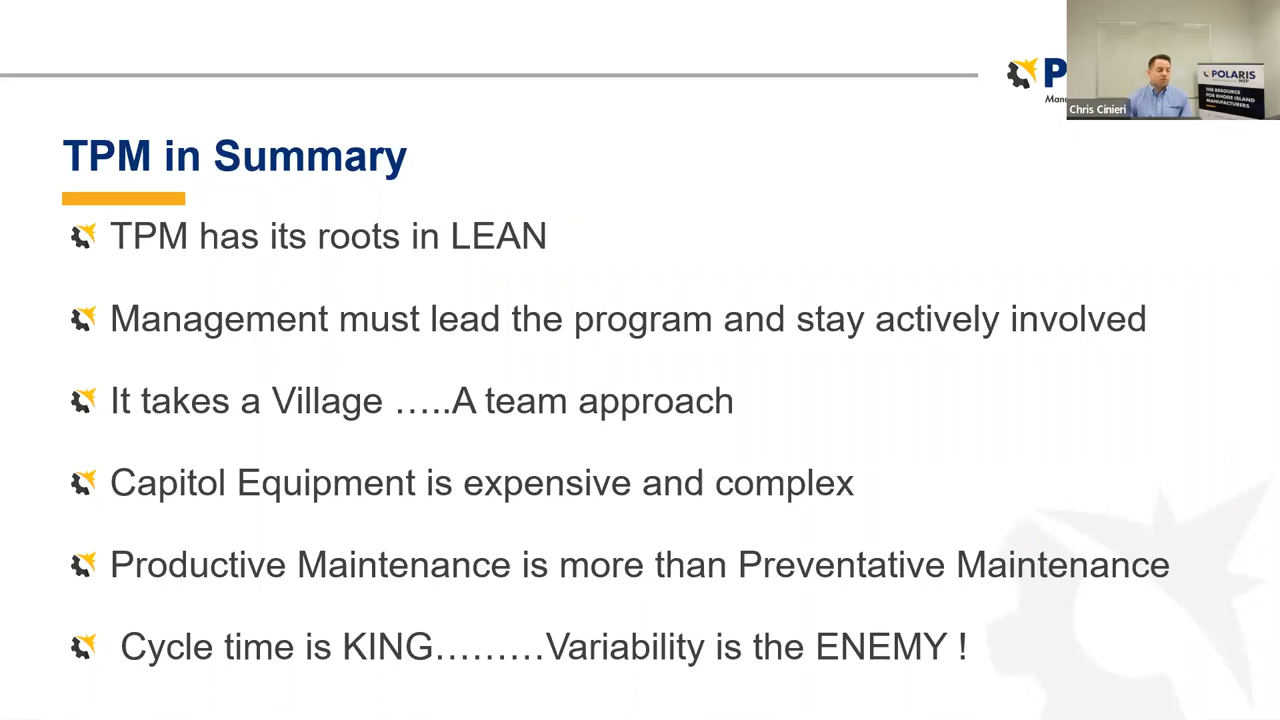 P
Manu
Chris Cinieri
POLARIS
MEP
THE RESOURCE
FOR RHODE ISLAND
MANUFACTURERS
TPM in Summary
TPM has its roots in LEAN
Management must lead the program and stay actively involved
It takes a Village …..A team approach
Capitol Equipment is expensive and complex
Productive Maintenance is more than Preventative Maintenance
Cycle time is KING………Variability is the ENEMY !